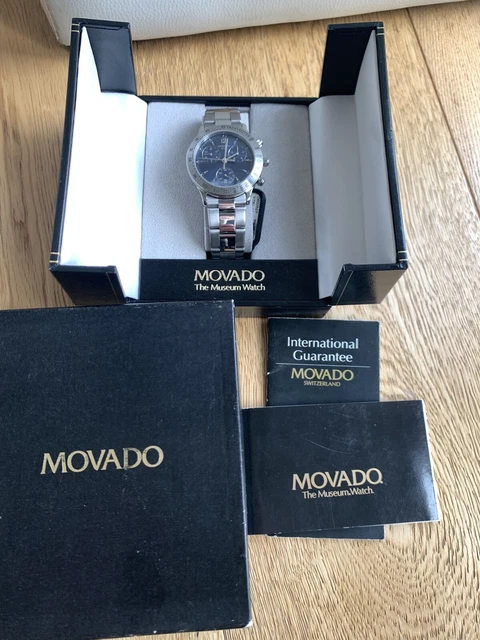 MOVADO
The Museum Watch
International
Guarantee
MOVADO
SWITZERLAND
MOVADO
MOVADO
The Museum.Watch.